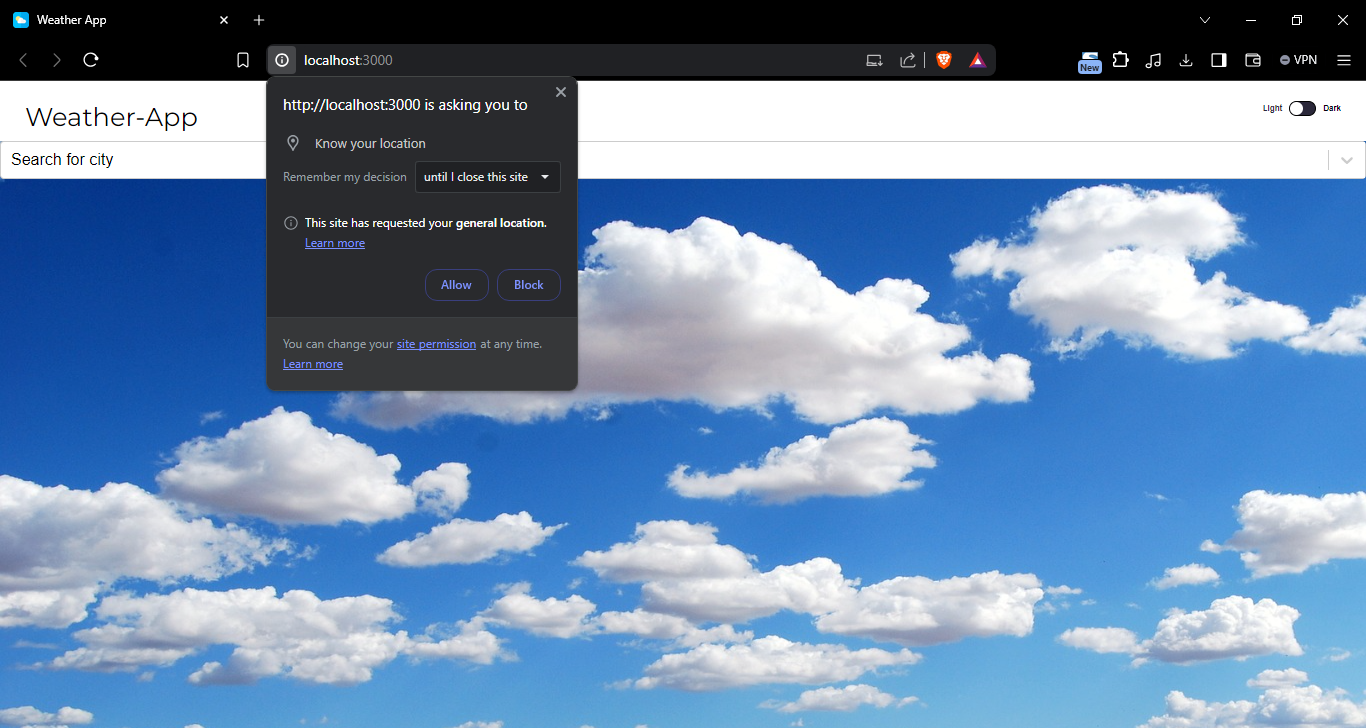 Weather App
localhost:3000
New
VPN
Weather-App
Light
Dark
Search for city
http://localhost:3000 is asking you to
Know your location
Remember my decision
until I close this site
This site has requested your general location.
Learn more
Allow
Block
You can change your site permission at any time.
Learn more